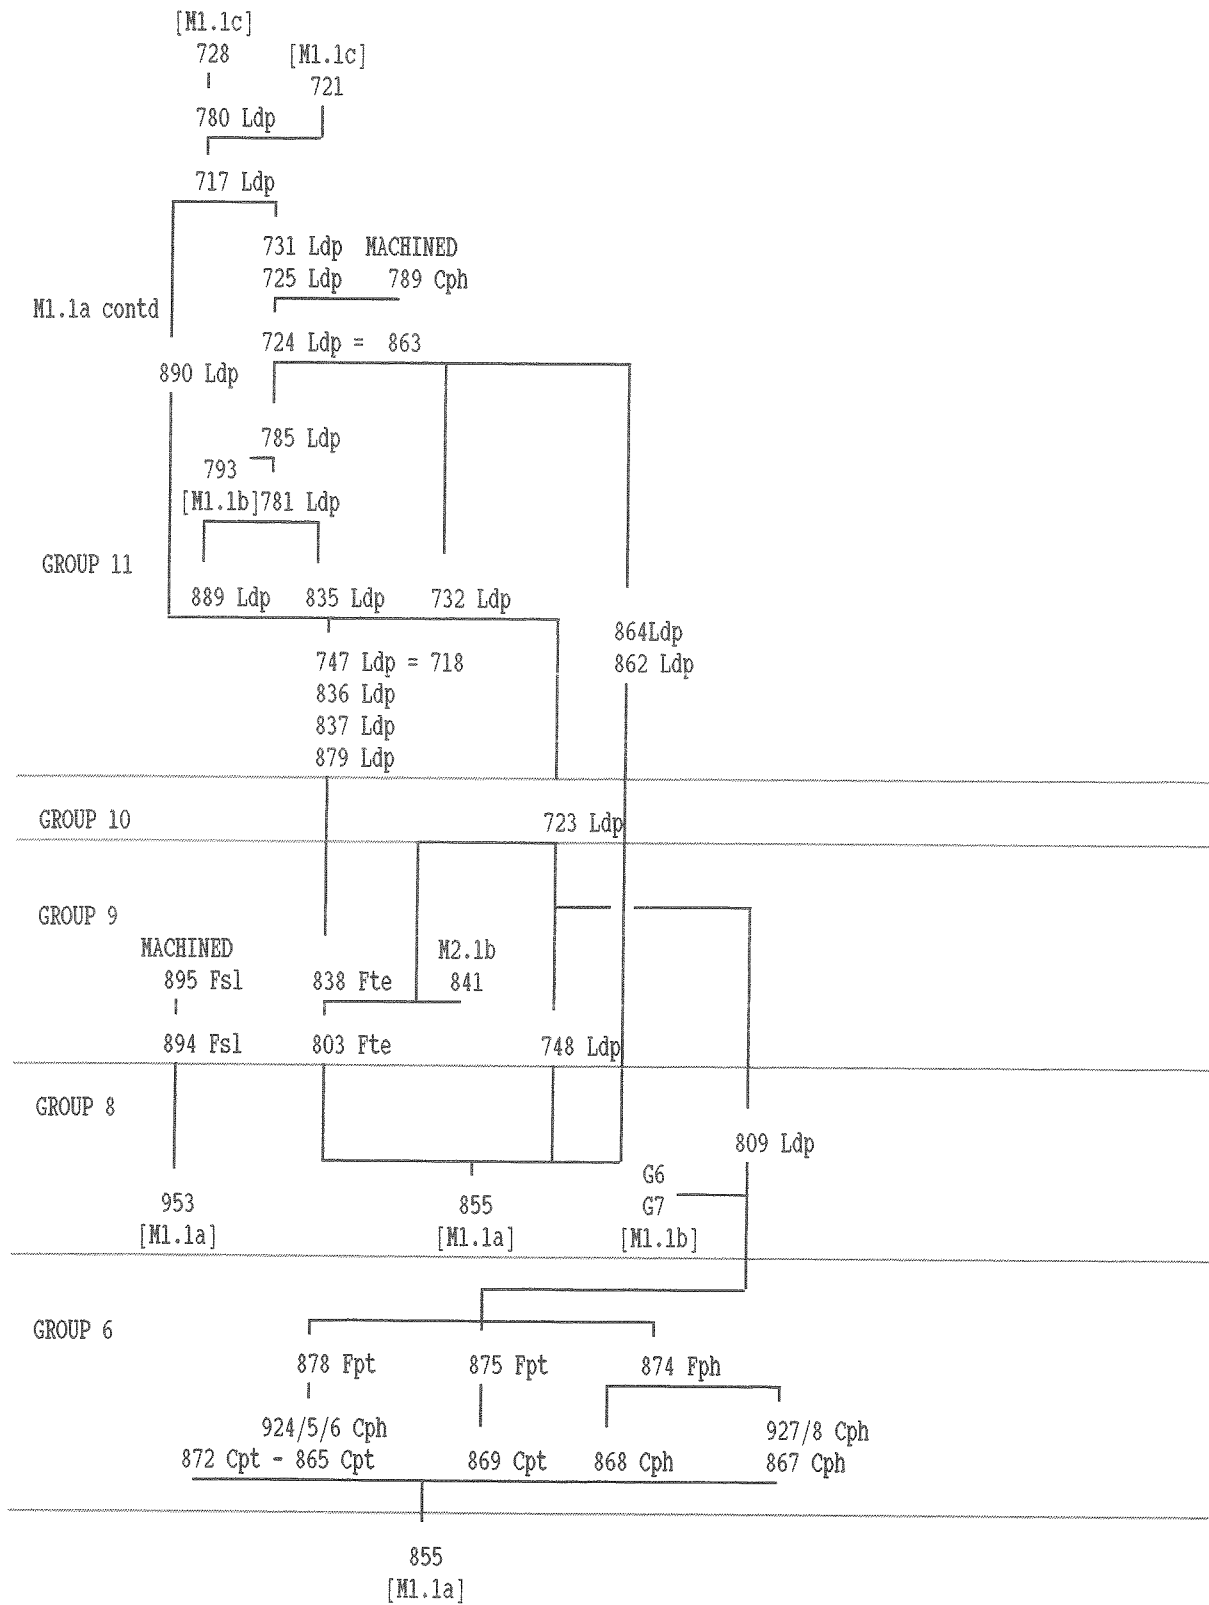 [M1.1c]
728 [M1.1c]
721
780 Ldp
717 Ldp
731 Ldp MACHINED
725 Ldp 789 Cph
M1.1a contd
724 Ldp = 863
890 Ldp
785 Ldp
793
[M1.1b]781 Ldp
GROUP 11
889 Ldp 835 Ldp 732 Ldp
864Ldp
747 Ldp = 718 862 Ldp
836 Ldp
837 Ldp
879 Ldp
GROUP 10 723 Ldp
GROUP 9
MACHINED M2.1b
895 Fsl 838 Fte 841
894 Fsl 803 Fte 748 Ldp
GROUP 8
809 Ldp
G6
953 855 G7
[M1.1a] [M1.1a] [M1.1b]
GROUP 6
878 Fpt 875 Fpt 874 Fph
924/5/6 Cph 927/8 Cph
872 Cpt - 865 Cpt 869 Cpt 868 Cph 867 Cph
855
[M1.1a]